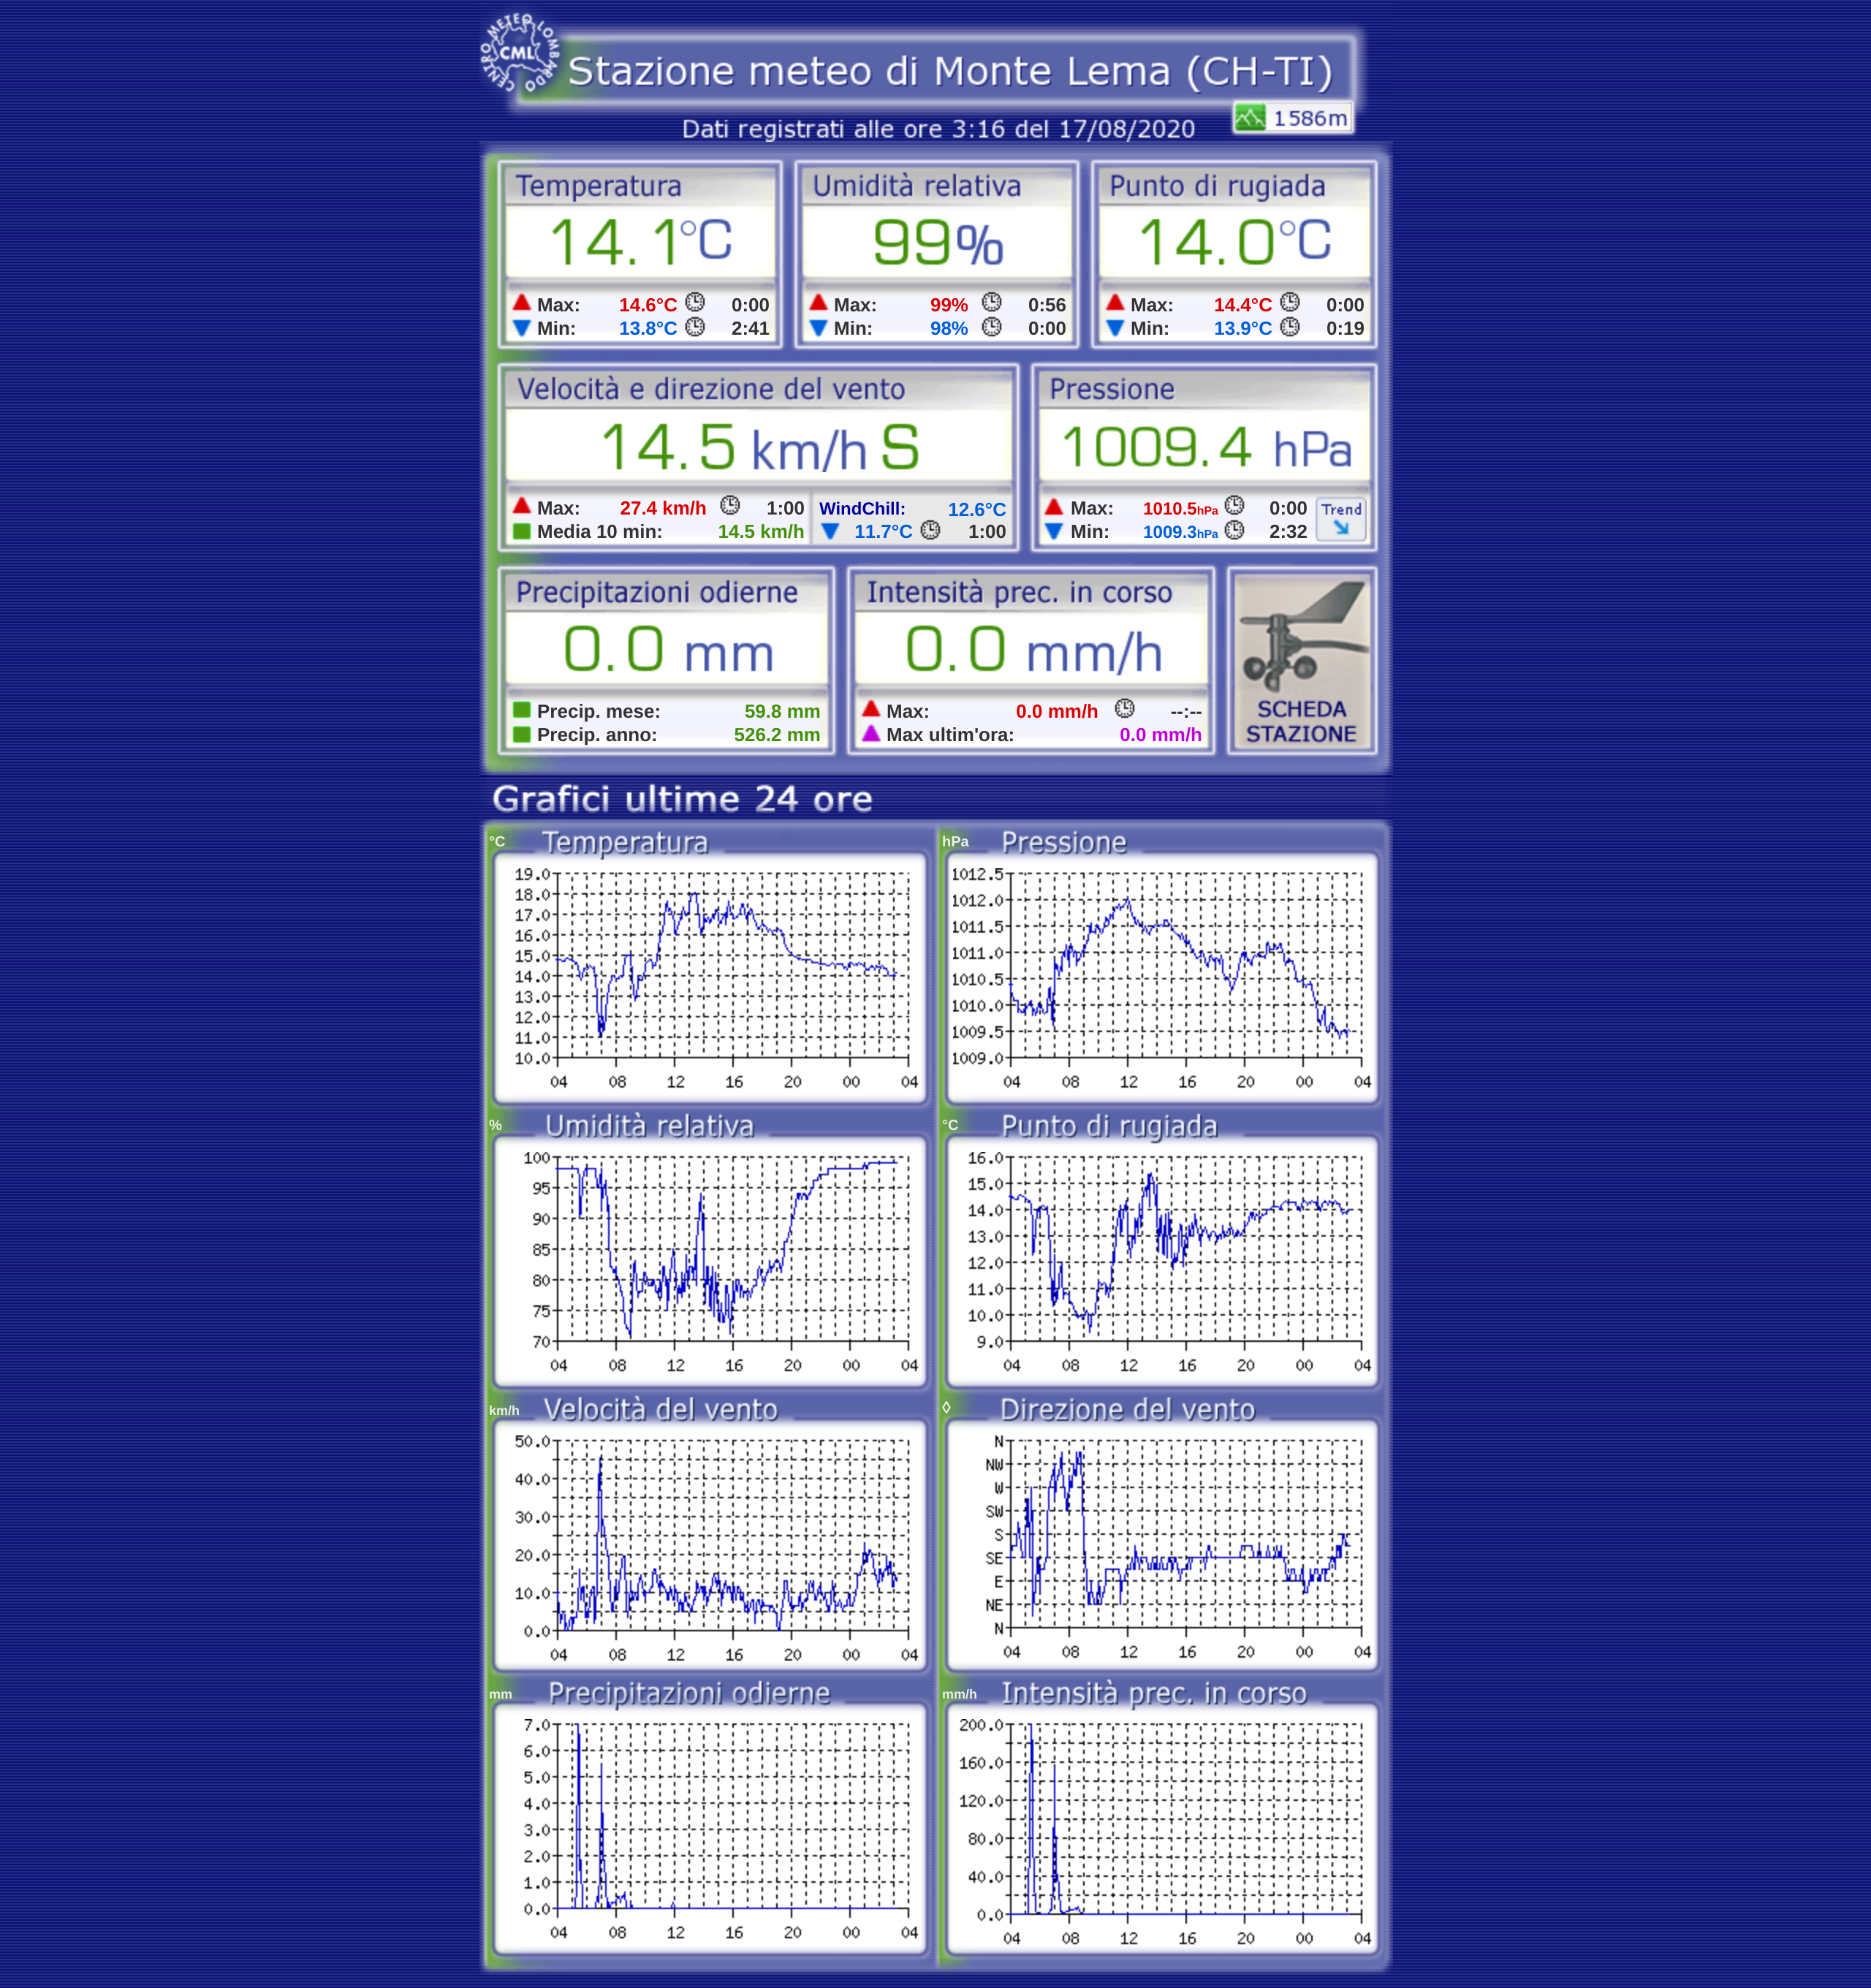 CENTRO METEO LOMBARDO
CML
Stazione meteo di Monte Lema (CH-TI)
1586m
Dati registrati alle ore 3:16 del 17/08/2020
Temperatura
14.1°C
Max: 14.6°C 0:00
Min: 13.8°C 2:41
Umidità relativa
99%
Max: 99% 0:56
Min: 98% 0:00
Punto di rugiada
14.0°C
Max: 14.4°C 0:00
Min: 13.9°C 0:19
Velocità e direzione del vento
14.5 km/h S
Max: 27.4 km/h 1:00
Media 10 min: 14.5 km/h
WindChill: 12.6°C
11.7°C 1:00
Pressione
1009.4 hPa
Max: 1010.5hPa 0:00
Min: 1009.3hPa 2:32
Trend
Precipitazioni odierne
0.0 mm
Precip. mese: 59.8 mm
Precip. anno: 526.2 mm
Intensità prec. in corso
0.0 mm/h
Max: 0.0 mm/h --:--
Max ultim'ora: 0.0 mm/h
SCHEDA
STAZIONE
Grafici ultime 24 ore
°C Temperatura
19.0
18.0
17.0
16.0
15.0
14.0
13.0
12.0
11.0
10.0
04 08 12 16 20 00 04
hPa Pressione
1012.5
1012.0
1011.5
1011.0
1010.5
1010.0
1009.5
1009.0
04 08 12 16 20 00 04
% Umidità relativa
100
95
90
85
80
75
70
04 08 12 16 20 00 04
°C Punto di rugiada
16.0
15.0
14.0
13.0
12.0
11.0
10.0
9.0
04 08 12 16 20 00 04
km/h Velocità del vento
50.0
40.0
30.0
20.0
10.0
0.0
04 08 12 16 20 00 04
◊ Direzione del vento
N
NW
W
SW
S
SE
E
NE
N
04 08 12 16 20 00 04
mm Precipitazioni odierne
7.0
6.0
5.0
4.0
3.0
2.0
1.0
0.0
04 08 12 16 20 00 04
mm/h Intensità prec. in corso
200.0
160.0
120.0
80.0
40.0
0.0
04 08 12 16 20 00 04